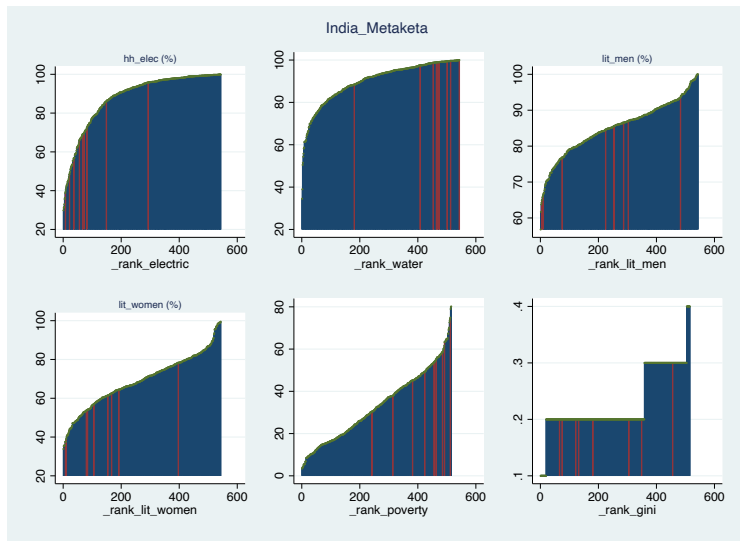 India_Metaketa
hh_elec (%)
100
80
60
40
20
0 200 400 600
_rank_electric
100
80
60
40
20
0 200 400 600
_rank_water
lit_men (%)
100
90
80
70
60
0 200 400 600
_rank_lit_men
lit_women (%)
100
80
60
40
20
0 200 400 600
_rank_lit_women
80
60
40
20
0
0 200 400 600
_rank_poverty
.4
.3
.2
.1
0 200 400 600
_rank_gini